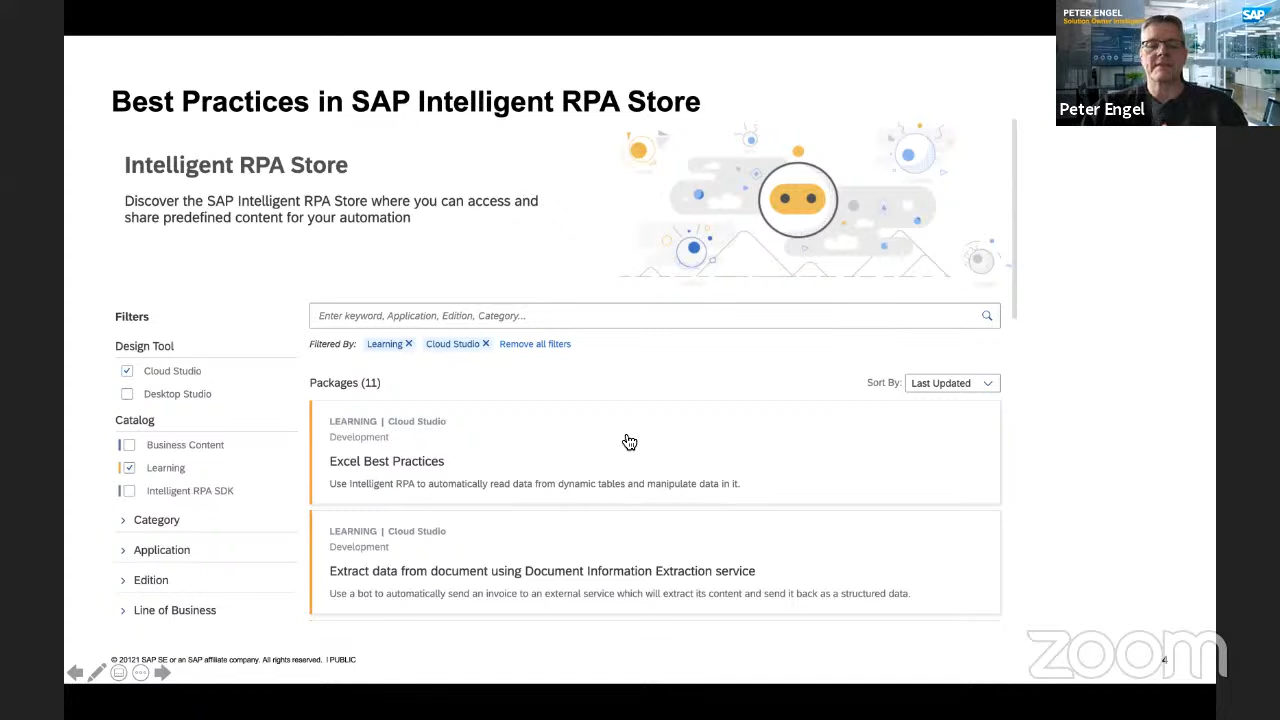 PETER ENGEL
Solution Owner Intelligent
SAP
Peter Engel
Best Practices in SAP Intelligent RPA Store
Intelligent RPA Store
Discover the SAP Intelligent RPA Store where you can access and
share predefined content for your automation
Filters
Design Tool
Cloud Studio
Desktop Studio
Catalog
Business Content
Learning
Intelligent RPA SDK
Category
Application
Edition
Line of Business
Enter keyword, Application, Edition, Category...
Filtered By: Learning Cloud Studio Remove all filters
Packages (11)
Sort By: Last Updated
LEARNING | Cloud Studio
Development
Excel Best Practices
Use Intelligent RPA to automatically read data from dynamic tables and manipulate data in it.
LEARNING | Cloud Studio
Development
Extract data from document using Document Information Extraction service
Use a bot to automatically send an invoice to an external service which will extract its content and send it back as a structured data.
© 20121 SAP SE or an SAP affiliate company. All rights reserved. | PUBLIC
4
zoom